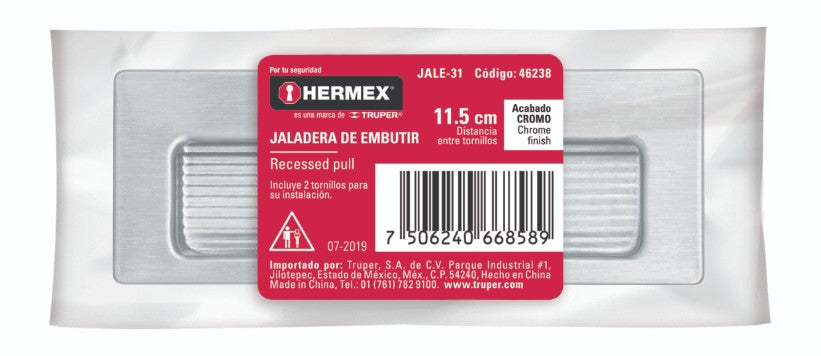 Por tu seguridad
HERMEX®
es una marca de TRUPER®
JALE-31 Código: 46238
11.5 cm
Distancia
entre tornillos
Acabado
CROMO
Chrome
finish
JALADERA DE EMBUTIR
Recessed pull
Incluye 2 tornillos para
su instalación.
07-2019
7 506240 668589
Importado por: Truper, S.A. de C.V. Parque Industrial #1,
Jilotepec, Estado de México, Méx., C.P. 54240, Hecho en China
Made in China, Tel.: 01 (761) 782 9100. www.truper.com